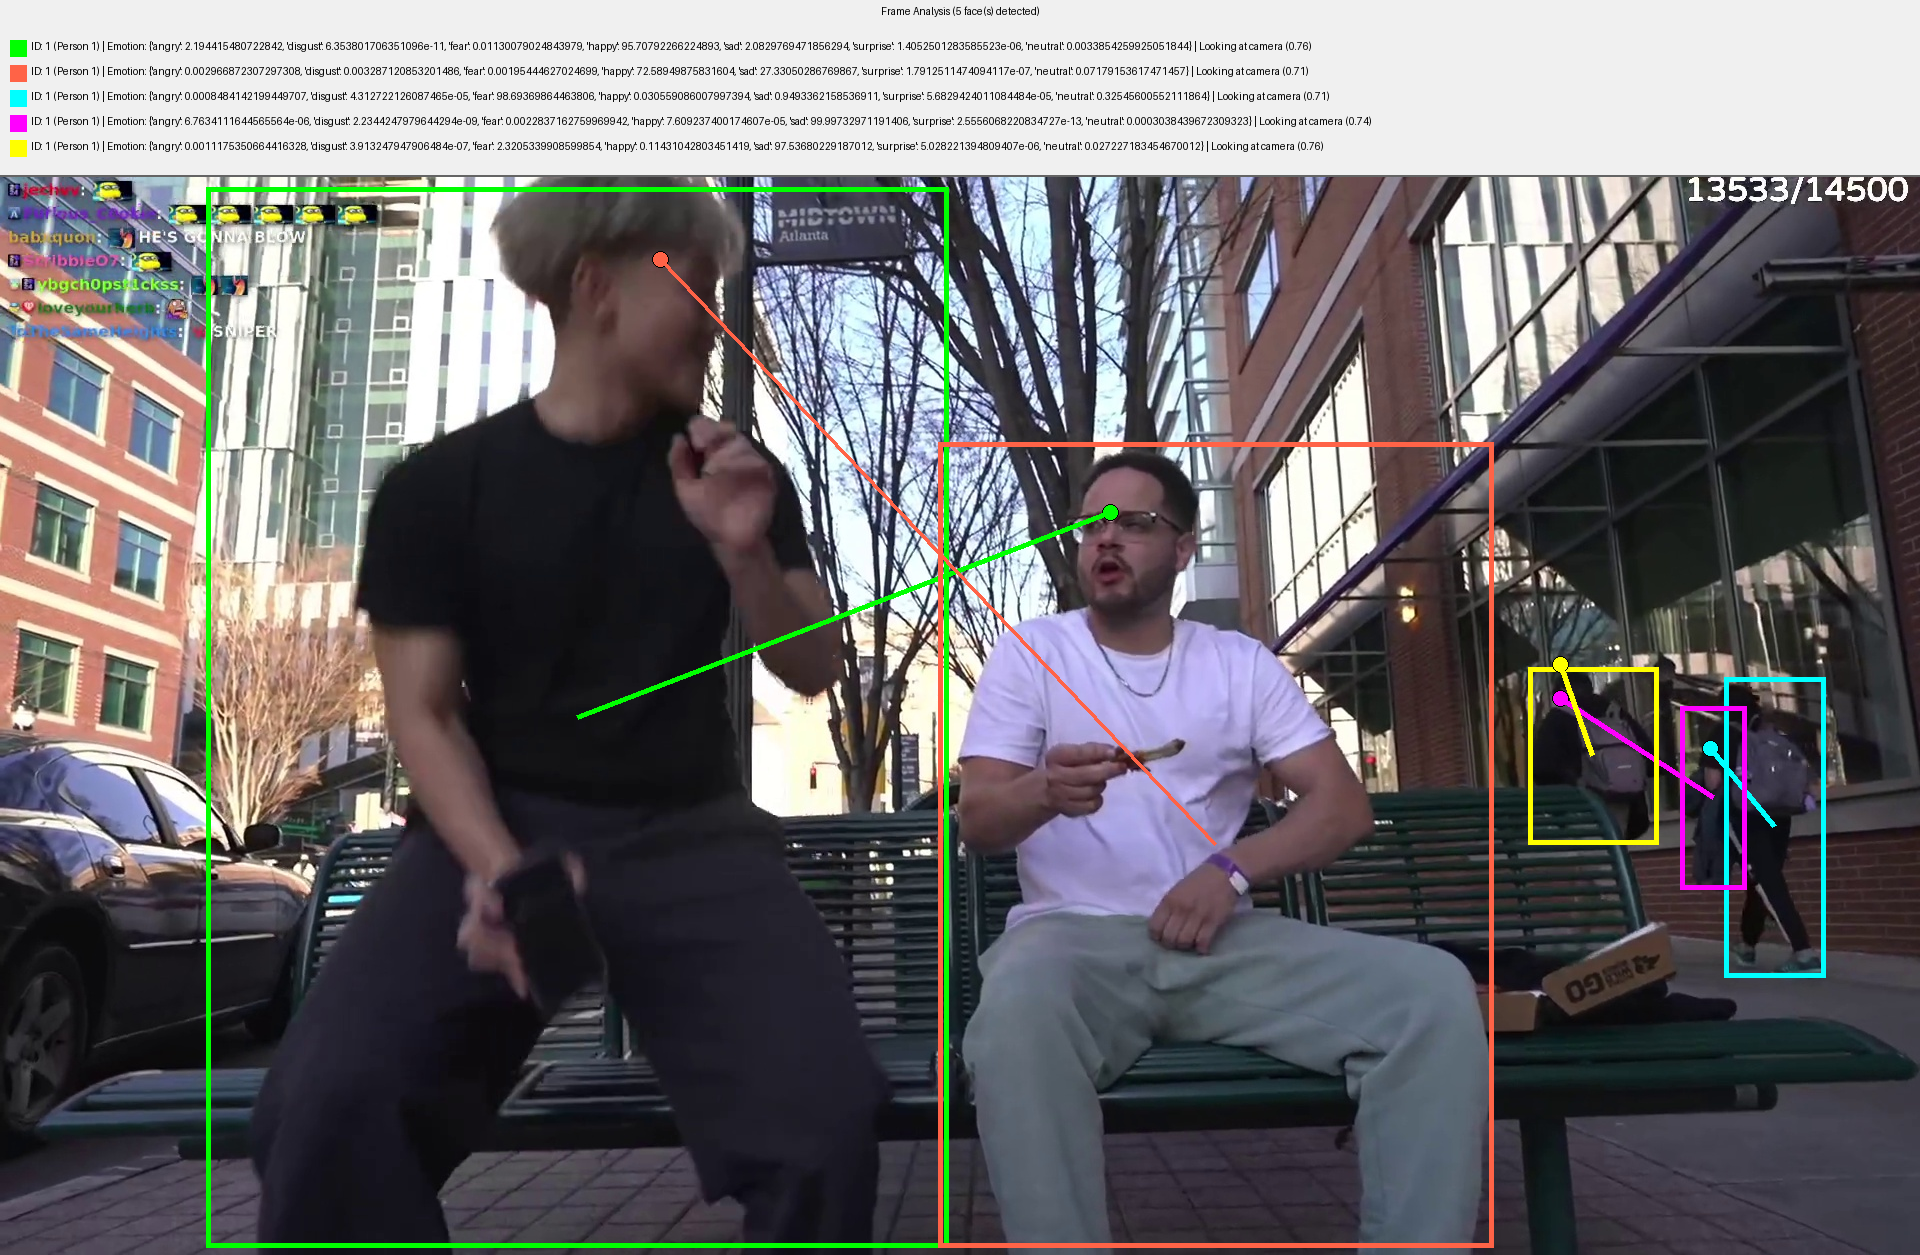 Frame Analysis (5 face(s) detected)
ID: 1 (Person 1) | Emotion: {'angry': 2.194415480722842, 'disgust': 6.353801706351096e-11, 'fear': 0.01130079024843979, 'happy': 95.70792266224893, 'sad': 2.0829769471856294, 'surprise': 1.4052501283585523e-06, 'neutral': 0.0033854259925051844} | Looking at camera (0.76)
ID: 1 (Person 1) | Emotion: {'angry': 0.002966872307297308, 'disgust': 0.003287120853201486, 'fear': 0.00195444627024699, 'happy': 72.58949875831604, 'sad': 27.33050286769867, 'surprise': 1.7912511474094117e-07, 'neutral': 0.07179153617471457} | Looking at camera (0.71)
ID: 1 (Person 1) | Emotion: {'angry': 0.0008484142199449707, 'disgust': 4.312722126087465e-05, 'fear': 98.69369864463806, 'happy': 0.030559086007997394, 'sad': 0.9493362158536911, 'surprise': 5.6829424011084484e-05, 'neutral': 0.32545600552111864} | Looking at camera (0.71)
ID: 1 (Person 1) | Emotion: {'angry': 6.7634111644565564e-06, 'disgust': 2.2344247979644294e-09, 'fear': 0.0022837162759969942, 'happy': 7.609237400174607e-05, 'sad': 99.99732971191406, 'surprise': 2.5556068220834727e-13, 'neutral': 0.0003038439672309323} | Looking at camera (0.74)
ID: 1 (Person 1) | Emotion: {'angry': 0.0011175350664416328, 'disgust': 3.913247947906484e-07, 'fear': 2.3205339908599854, 'happy': 0.11431042803451419, 'sad': 97.53680229187012, 'surprise': 5.028221394809407e-06, 'neutral': 0.027227183454670012} | Looking at camera (0.76)
13533/14500
babxquon: HE'S GONNA BLOW
ScribbleO7:
ybgch0pst1ckss:
SNIPER
MIDTOWN
Atlanta
WILD
GO